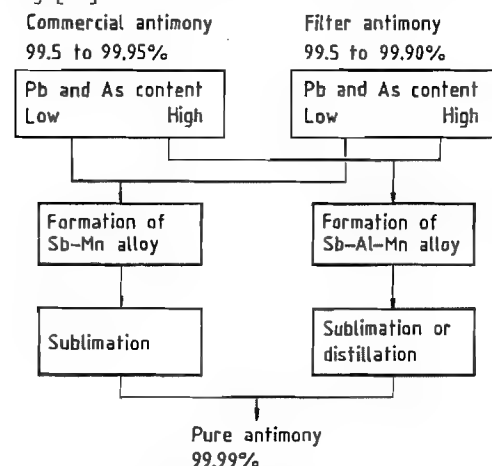 Commercial antimony
99.5 to 99.95%
Filter antimony
99.5 to 99.90%
Pb and As content
Low High
Pb and As content
Low High
Formation of
Sb-Mn alloy
Formation of
Sb-Al-Mn alloy
Sublimation
Sublimation or
distillation
Pure antimony
99.99%